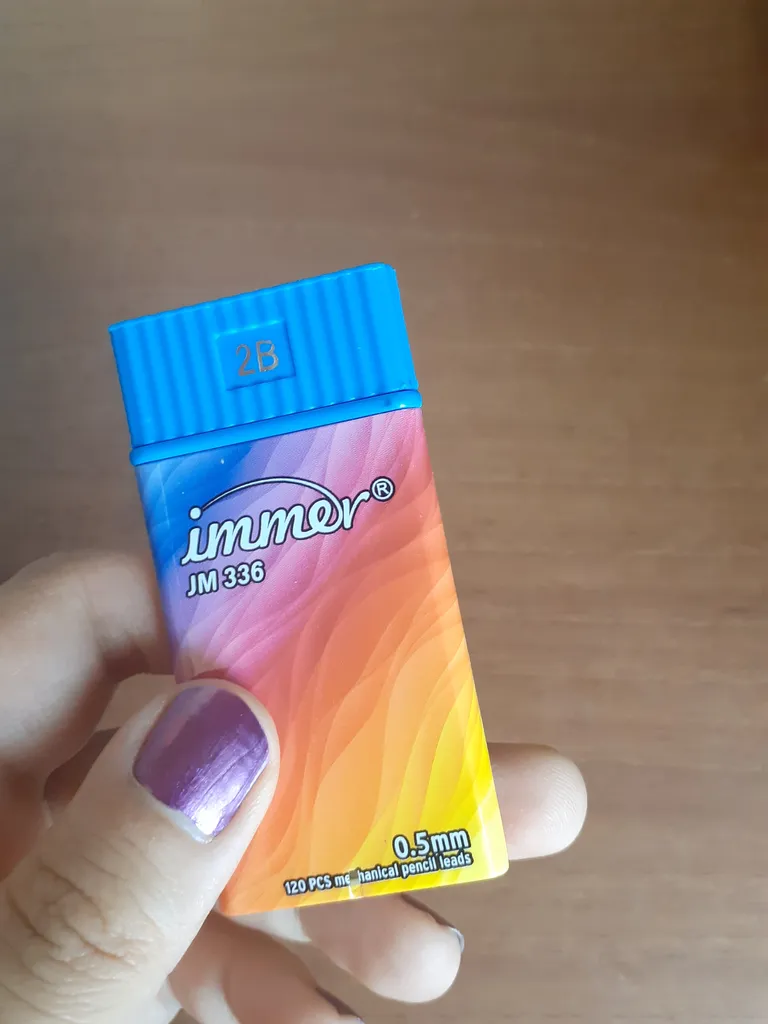 2B
immer®
JM 336
0.5mm
120 PCS mechanical pencil leads